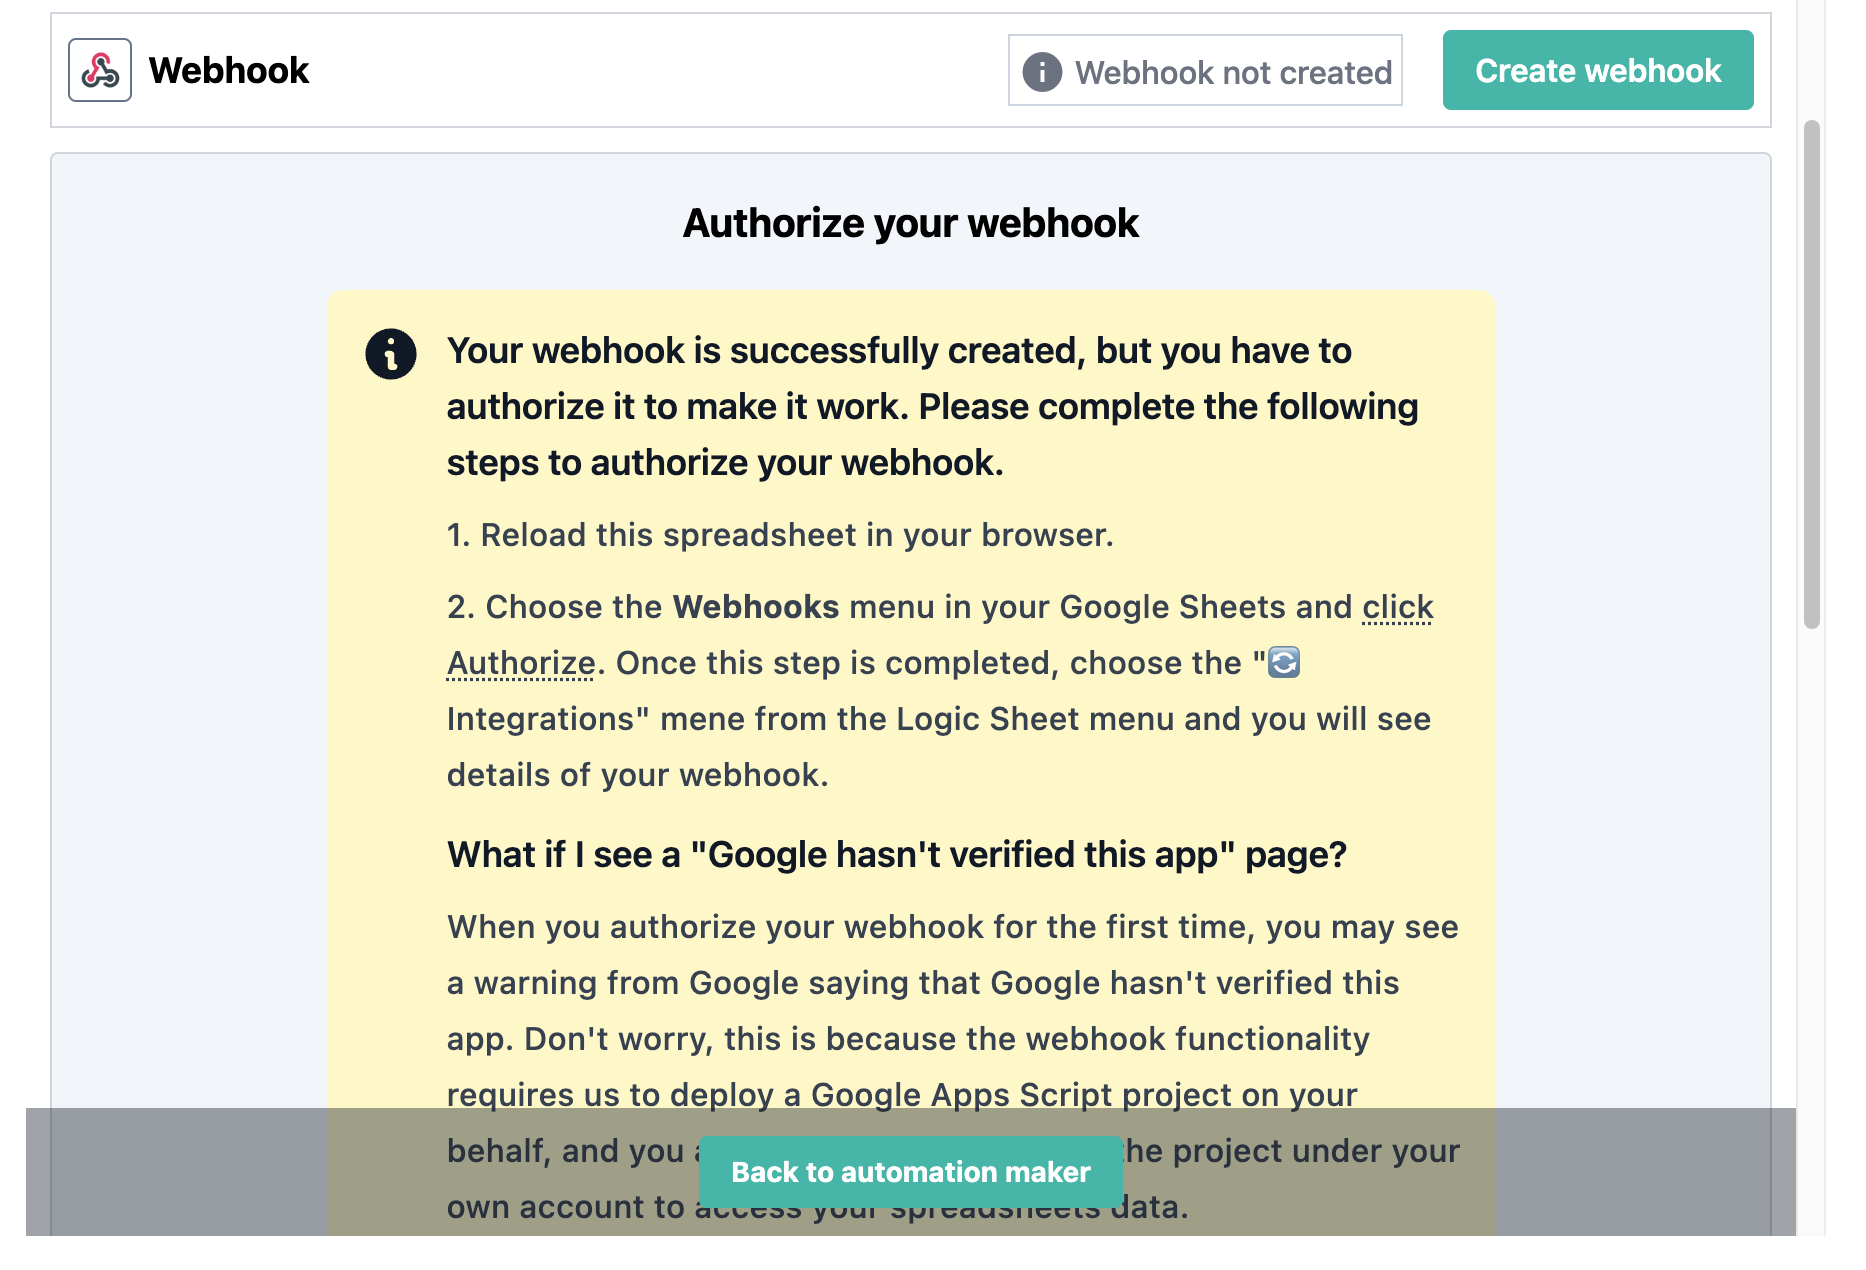 Webhook
Webhook not created
Create webhook
Authorize your webhook
Your webhook is successfully created, but you have to
authorize it to make it work. Please complete the following
steps to authorize your webhook.
1. Reload this spreadsheet in your browser.
2. Choose the Webhooks menu in your Google Sheets and click
Authorize. Once this step is completed, choose the "🔄
Integrations" mene from the Logic Sheet menu and you will see
details of your webhook.
What if I see a "Google hasn't verified this app" page?
When you authorize your webhook for the first time, you may see
a warning from Google saying that Google hasn't verified this
app. Don't worry, this is because the webhook functionality
requires us to deploy a Google Apps Script project on your
behalf, and you
the project under your
Back to automation maker
own account to access your spreadsheets data.